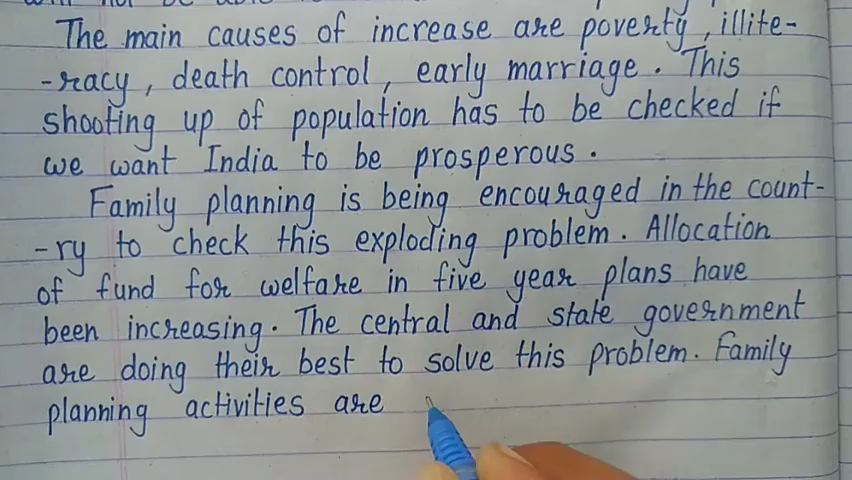 The main causes of increase are poverty, illite-
-racy, death control, early marriage. This
shooting up of population has to be checked if
we want India to be prosperous.
Family planning is being encouraged in the count-
-ry to check this exploding problem. Allocation
of fund for welfare in five year plans have
been increasing. The central and state government
are doing their best to solve this problem. Family
planning activities are